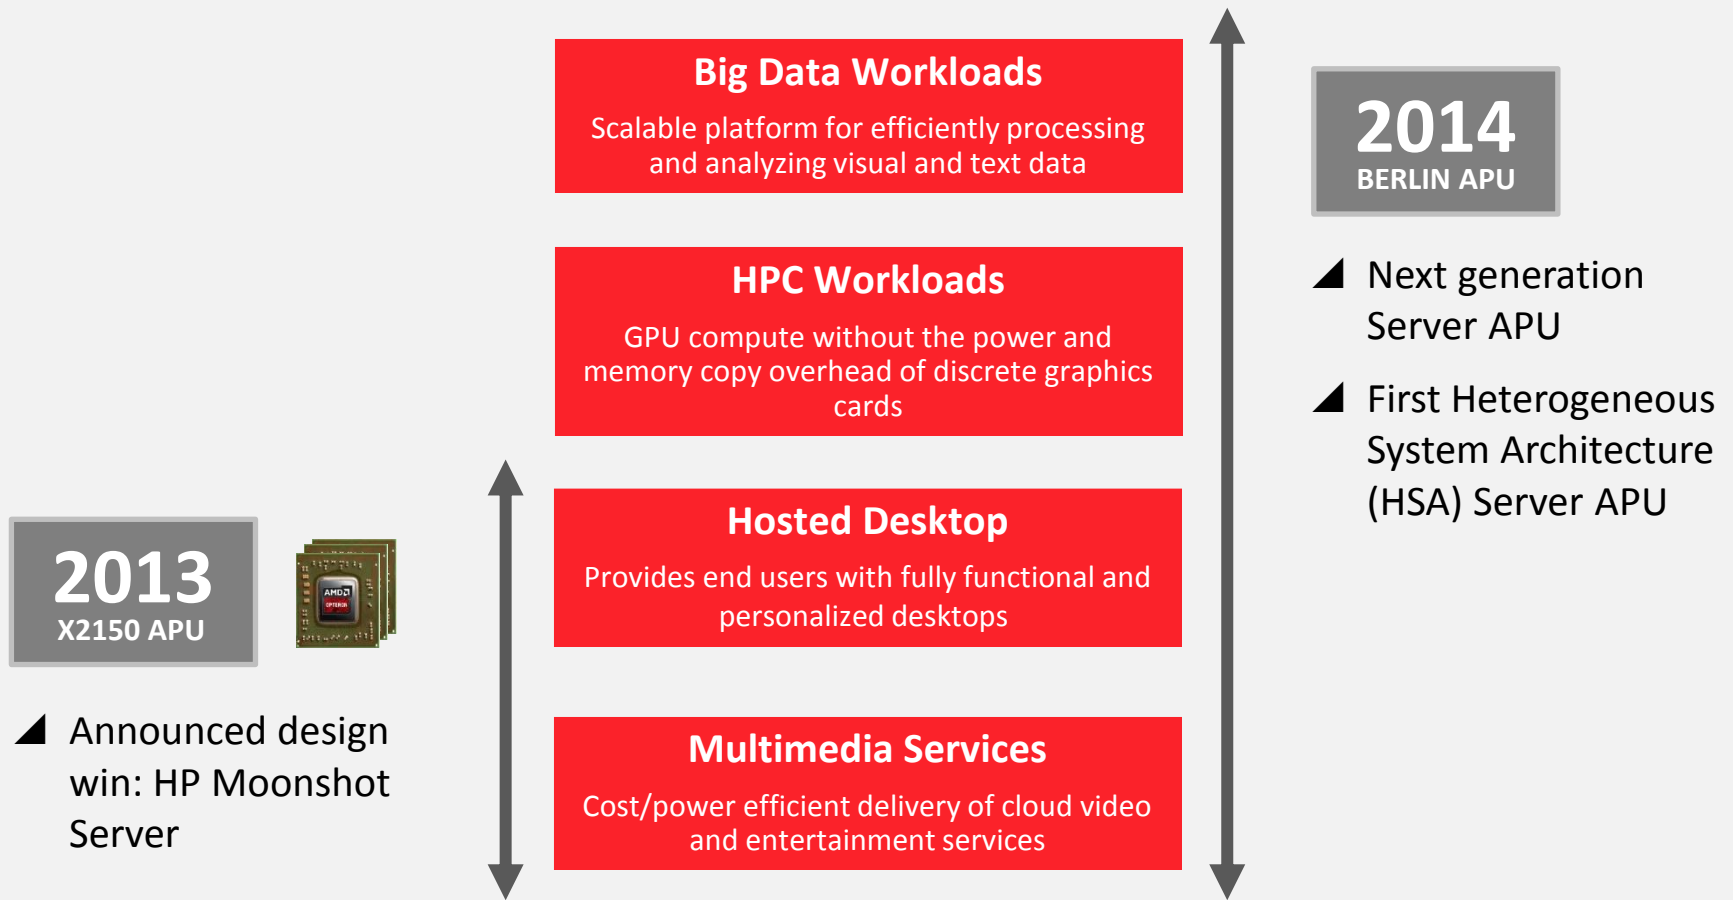 Big Data Workloads
Scalable platform for efficiently processing
and analyzing visual and text data
HPC Workloads
GPU compute without the power and
memory copy overhead of discrete graphics
cards
Hosted Desktop
Provides end users with fully functional and
personalized desktops
Multimedia Services
Cost/power efficient delivery of cloud video
and entertainment services
2013
X2150 APU
AMD
OPTERON
Announced design
win: HP Moonshot
Server
2014
BERLIN APU
Next generation
Server APU
First Heterogeneous
System Architecture
(HSA) Server APU